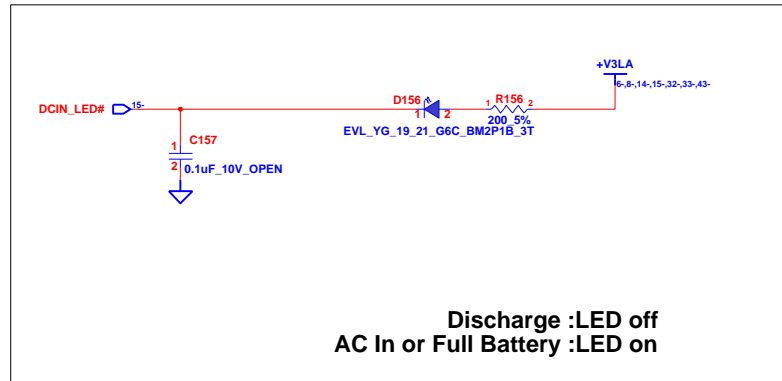 +V3LA
6-,8-,14-,15-,32-,33-,43-
DCIN_LED#
15-
D156
1
2
R156
1
2
200_5%
EVL_YG_19_21_G6C_BM2P1B_3T
C157
1
2
0.1uF_10V_OPEN
Discharge :LED off
AC In or Full Battery :LED on